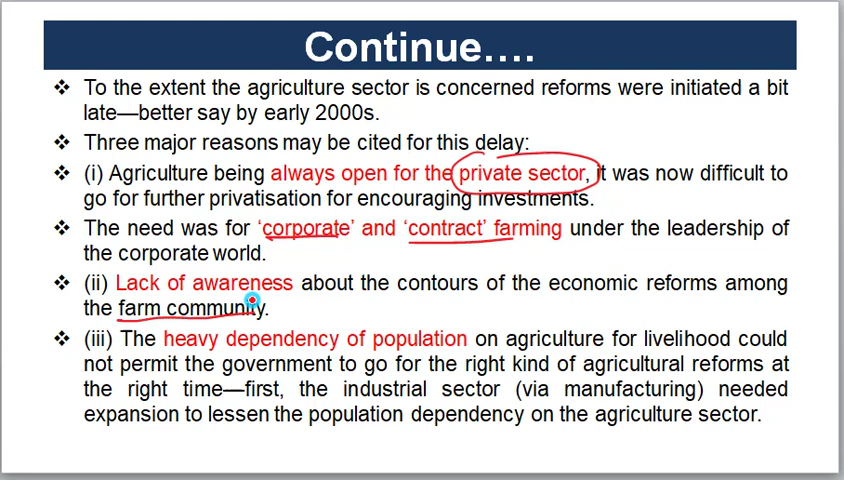 Continue….
❖ To the extent the agriculture sector is concerned reforms were initiated a bit
late—better say by early 2000s.
❖ Three major reasons may be cited for this delay:
❖ (i) Agriculture being always open for the private sector, it was now difficult to
go for further privatisation for encouraging investments.
❖ The need was for ‘corporate’ and ‘contract’ farming under the leadership of
the corporate world.
❖ (ii) Lack of awareness about the contours of the economic reforms among
the farm community.
❖ (iii) The heavy dependency of population on agriculture for livelihood could
not permit the government to go for the right kind of agricultural reforms at
the right time—first, the industrial sector (via manufacturing) needed
expansion to lessen the population dependency on the agriculture sector.